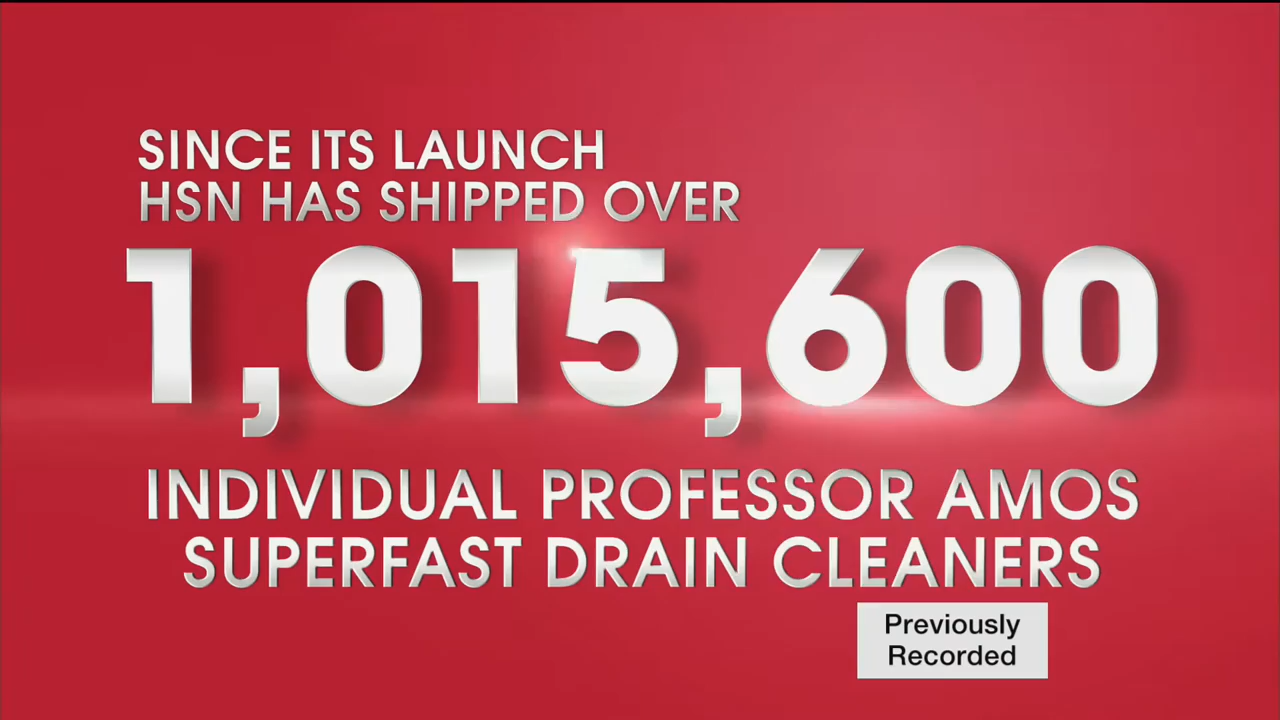 SINCE ITS LAUNCH
HSN HAS SHIPPED OVER
1,015,600
INDIVIDUAL PROFESSOR AMOS
SUPERFAST DRAIN CLEANERS
Previously
Recorded